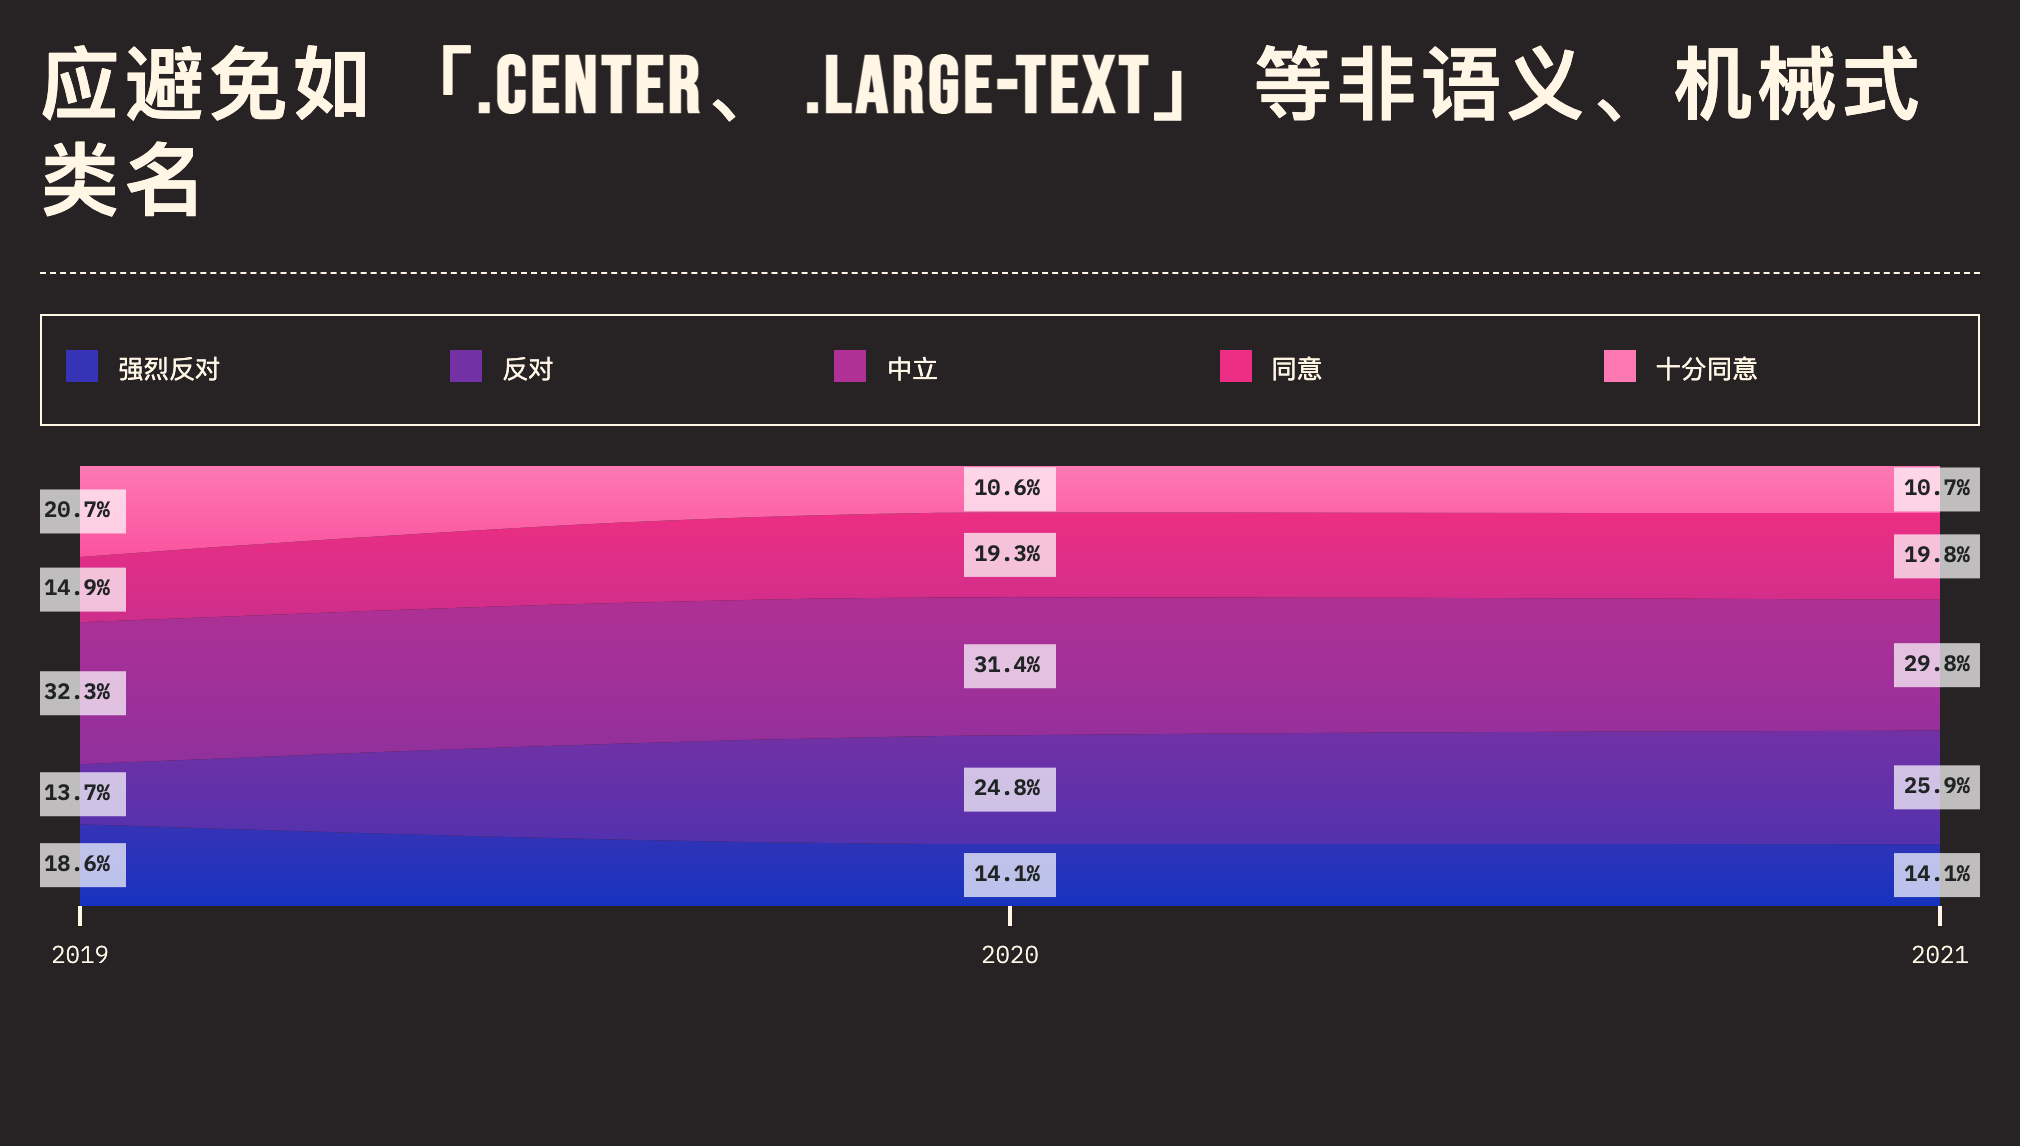 应避免如 「.CENTER、 .LARGE-TEXT」 等非语义、机械式
类名
强烈反对 反对 中立 同意 十分同意
20.7% 10.6% 10.7%
14.9% 19.3% 19.8%
32.3% 31.4% 29.8%
13.7% 24.8% 25.9%
18.6% 14.1% 14.1%
2019 2020 2021